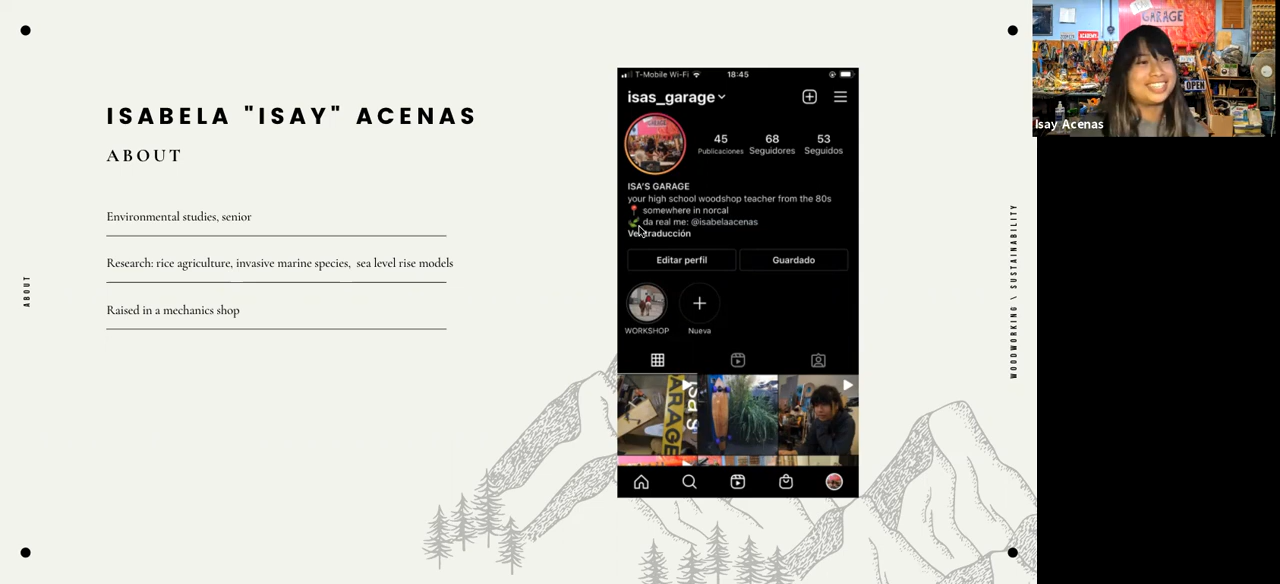 ISABELA "ISAY" ACENAS
ABOUT
Environmental studies, senior
Research: rice agriculture, invasive marine species, sea level rise models
Raised in a mechanics shop
ABOUT
T-Mobile Wi-Fi 18:45
isas_garage
45 68 53
Publicaciones Seguidores Seguidos
ISA'S GARAGE
your high school woodshop teacher from the 80s
somewhere in norcal
da real me: @isabelaacenas
Ver traducción
Editar perfil Guardado
WORKSHOP Nueva
WOODWORKING \ SUSTAINABILITY
GARAGE
OPEN
Isay Acenas